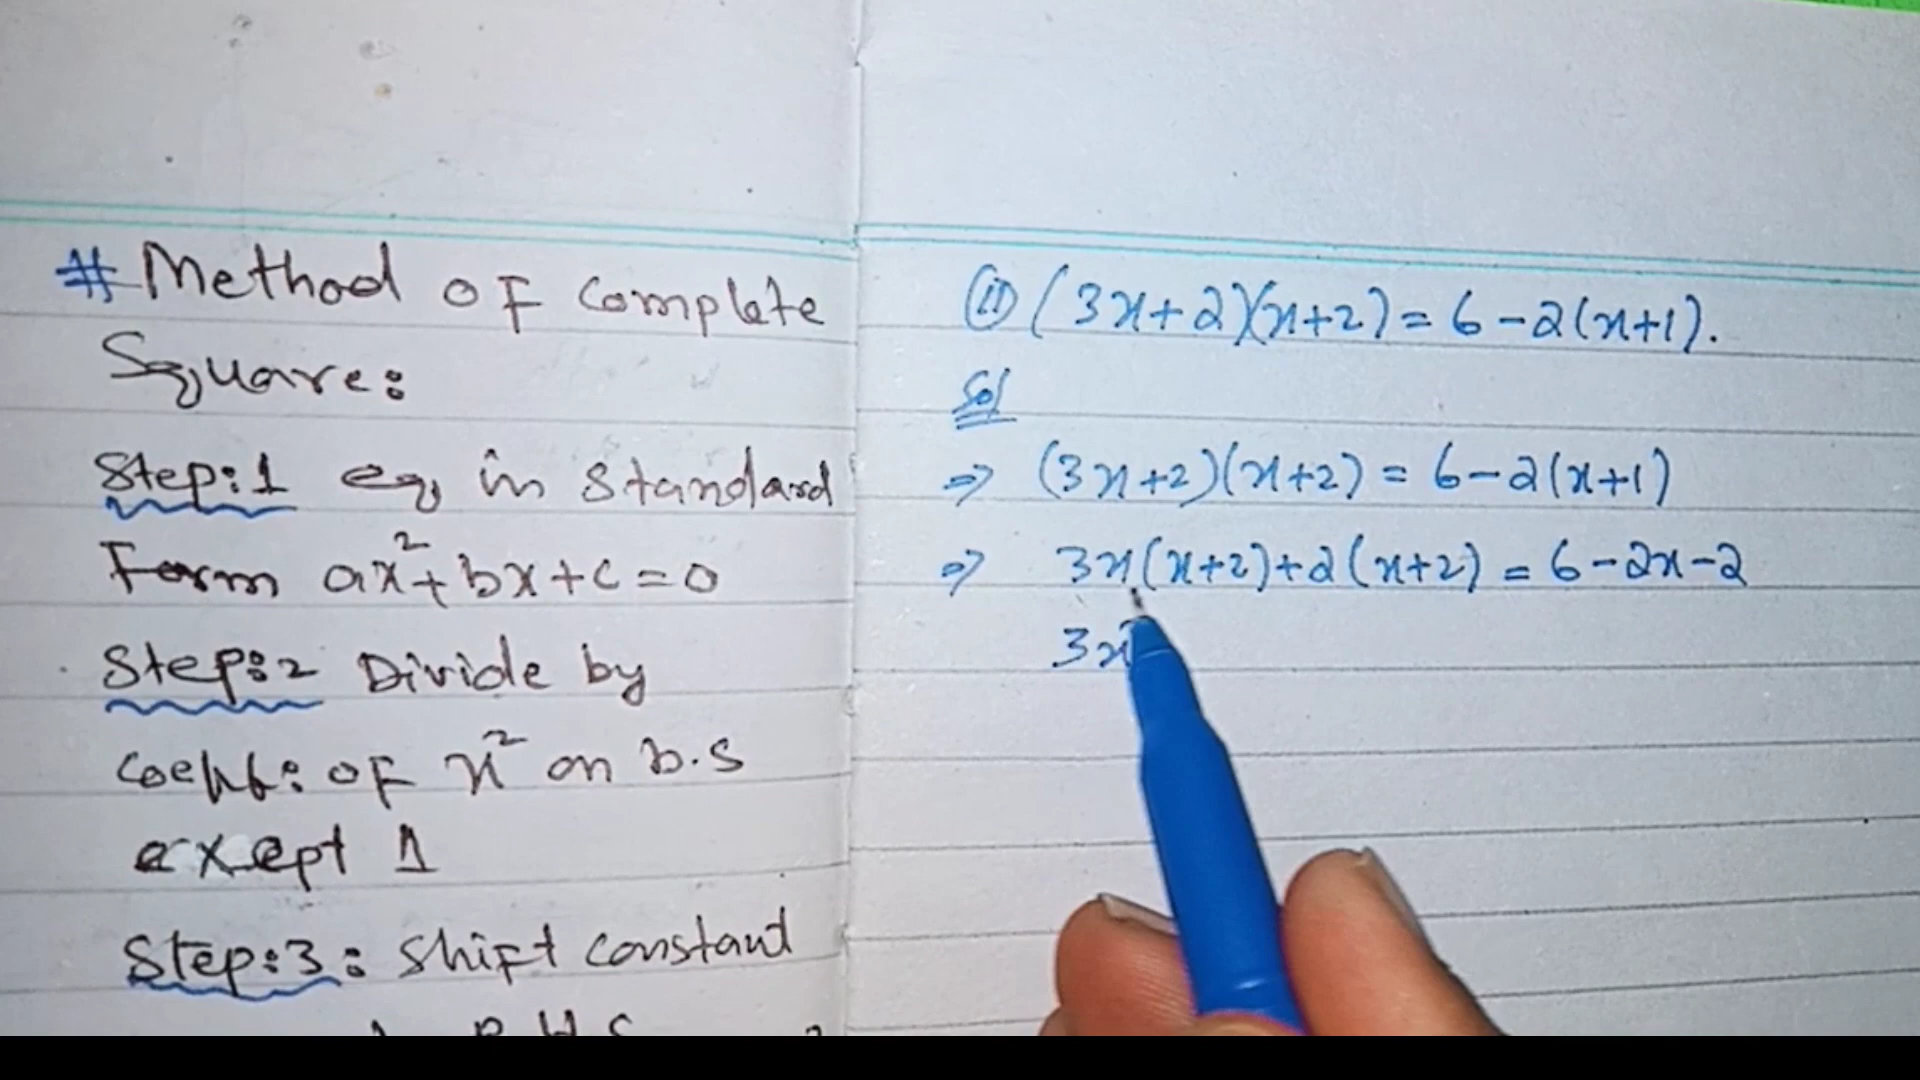 # Method of Complete
Square:
Step:1 eq in standard
Form ax²+bx+c=0
Step:2 Divide by
coeff: of x² on b.s
except 1
Step:3: Shift constant
R.H.S
(ii) (3x+2)(x+2)=6-2(x+1).
Sol
⇒ (3x+2)(x+2)=6-2(x+1)
⇒ 3x(x+2)+2(x+2)=6-2x-2
3x²